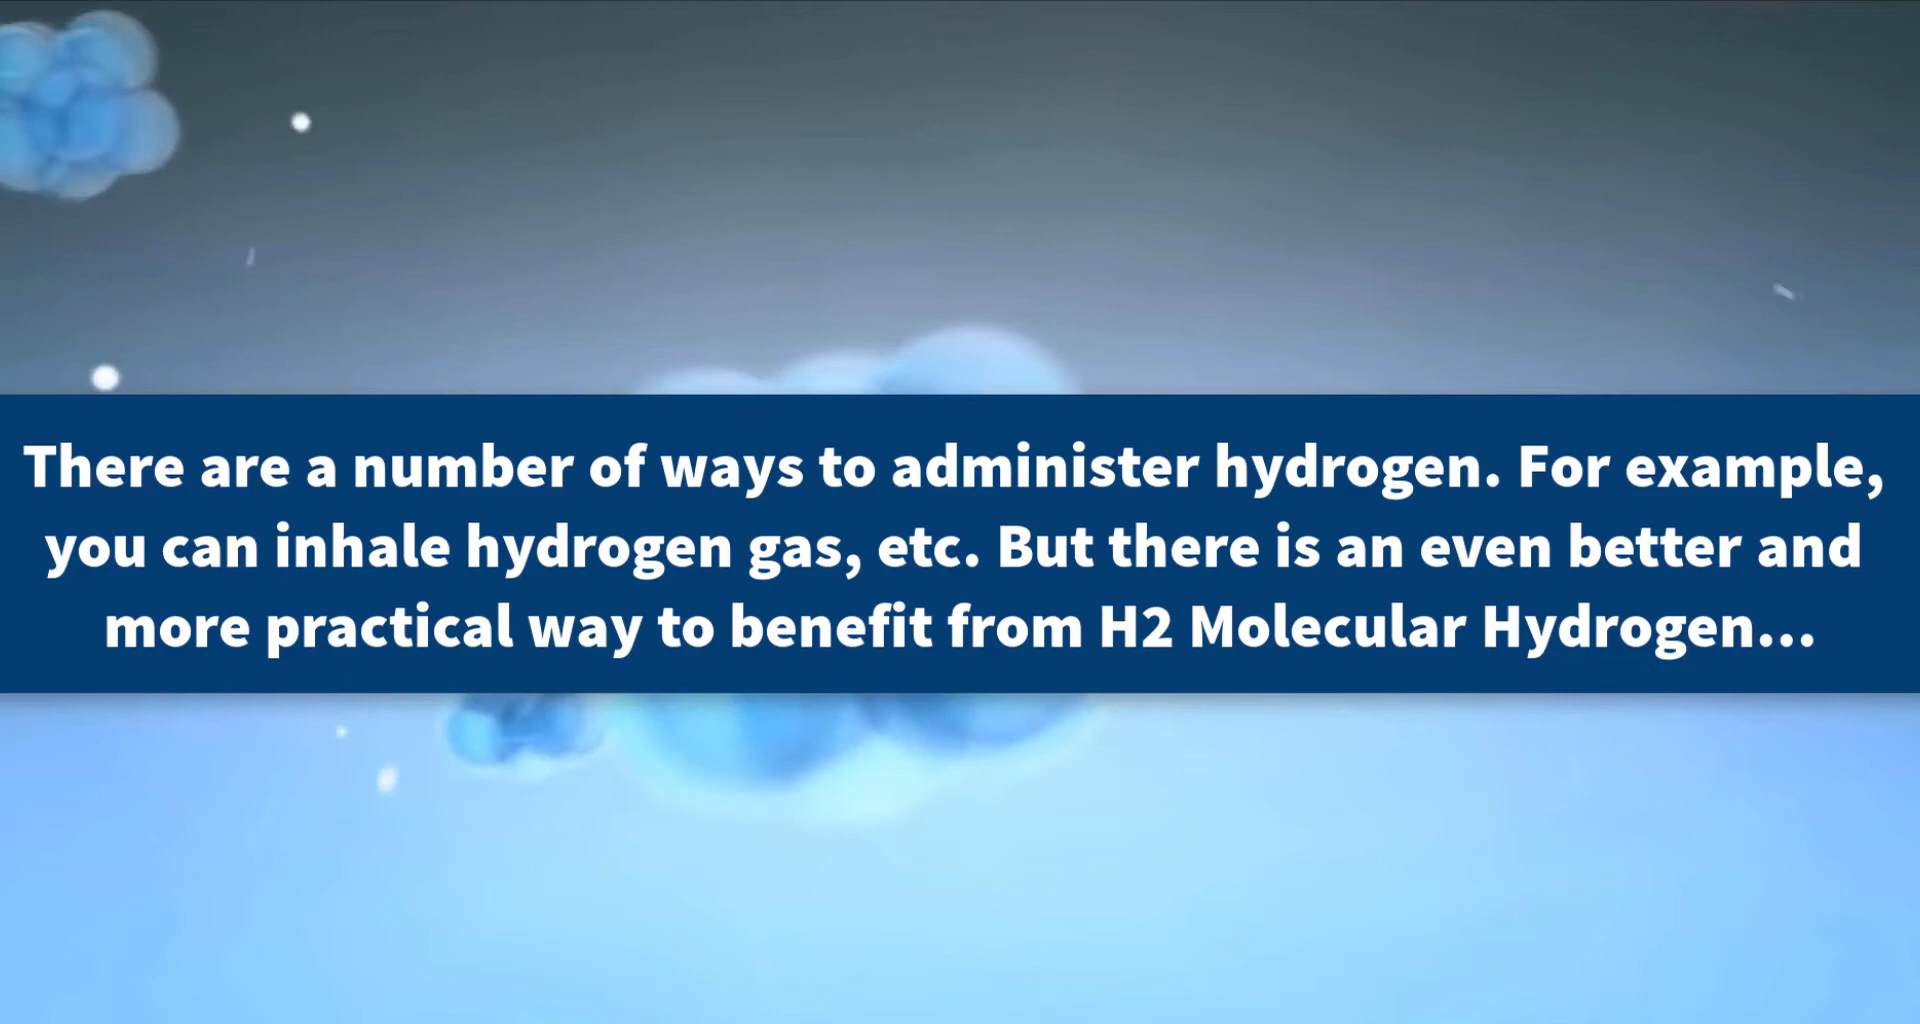 There are a number of ways to administer hydrogen. For example,
you can inhale hydrogen gas, etc. But there is an even better and
more practical way to benefit from H2 Molecular Hydrogen...